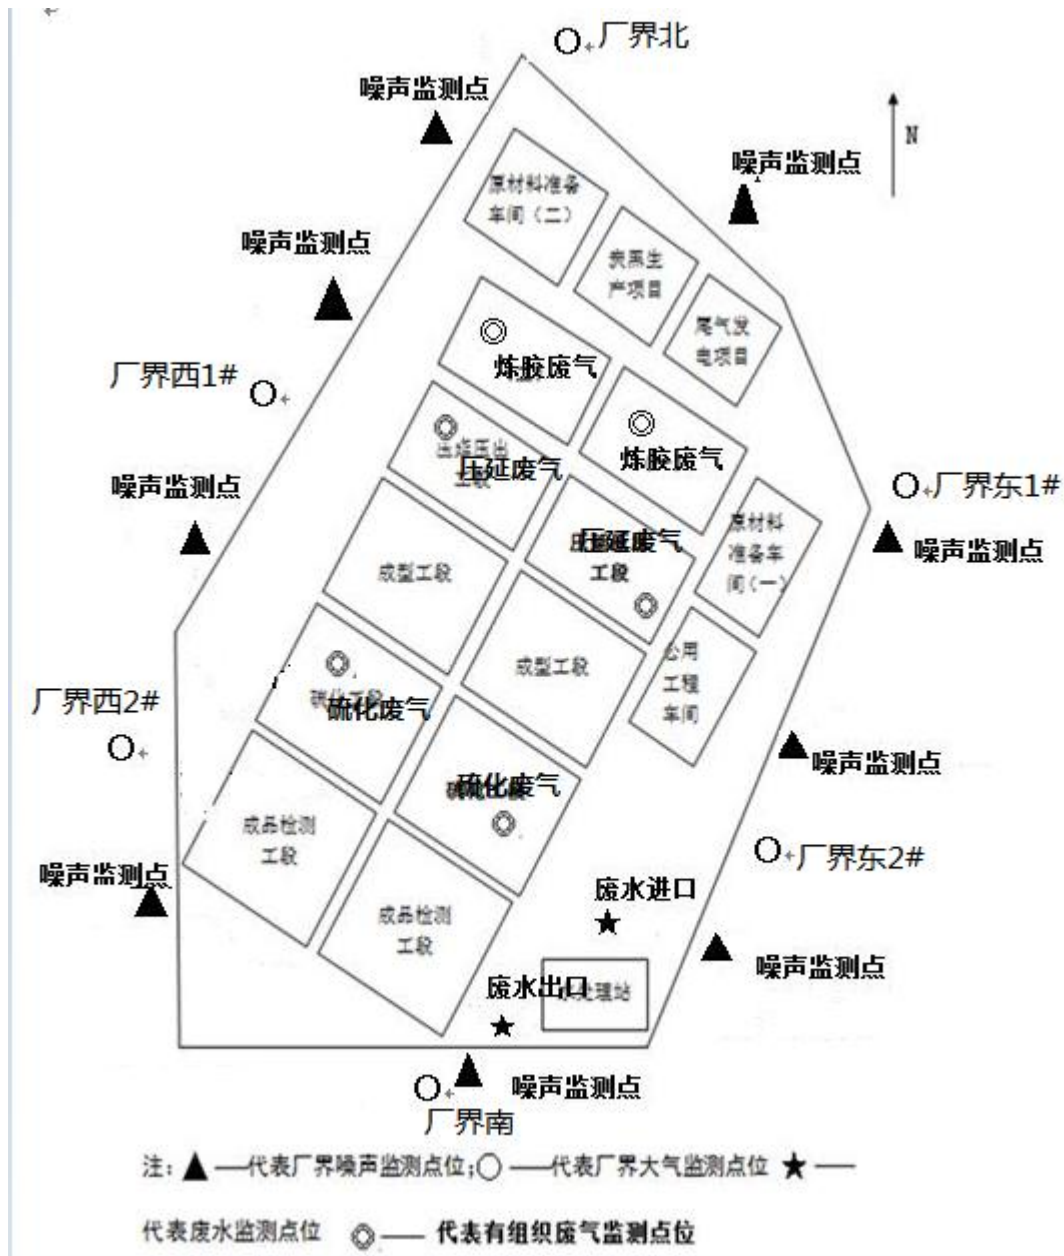 厂界北
噪声监测点
N
噪声监测点
原材料准备
车间（二）
噪声监测点
炭黑生
产项目
尾气发
电项目
炼胶废气
厂界西1#
炼胶废气
压延废气
工段
噪声监测点
厂界东1#
原材料
准备车
间（一）
压延废气
工段
噪声监测点
成型工段
成型工段
公用
工程
车间
厂界西2#
硫化废气
噪声监测点
硫化废气
成品检测
工段
厂界东2#
噪声监测点
废水进口
成品检测
工段
噪声监测点
废水出口
水处理站
噪声监测点
厂界南
注：▲—代表厂界噪声监测点位;○—代表厂界大气监测点位 ★—
代表废水监测点位 ◎— 代表有组织废气监测点位